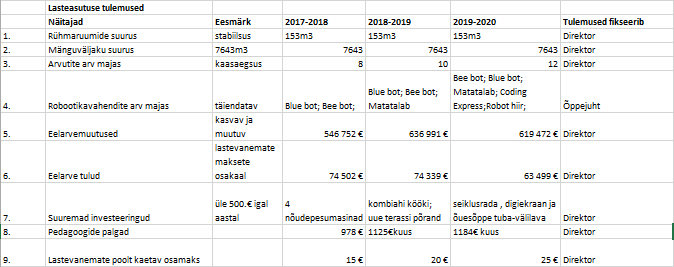 Lasteasutuse tulemused
Näitajad Eesmärk 2017-2018 2018-2019 2019-2020 Tulemused fikseerib
1. Rühmaruumide suurus stabiilsus 153m3 153m3 153m3 Direktor
2. Mänguväljaku suurus 7643m3 7643 7643 7643 Direktor
3. Arvutite arv majas kaasaegsus 8 10 12 Direktor
Bee bot; Blue bot;
Blue bot; Bee bot; Matatalab; Coding
4. Robootikavahendite arv majas täiendatav Blue bot; Bee bot; Matatalab Express;Robot hiir; Õppejuht
kasvav ja
5. Eelarvemuutused muutuv 546 752 € 636 991 € 619 472 € Direktor
lastevanemate
maksete
6. Eelarve tulud osakaal 74 502 € 74 339 € 63 499 € Direktor
üle 500.€ igal 4 kombiahi kööki; seiklusrada , digiekraan ja
7. Suuremad investeeringud aastal nõudepesumasinad uue terassi põrand õuesõppe tuba-välilava Direktor
8. Pedagoogide palgad 978 € 1125€kuus 1184€ kuus Direktor
9. Lastevanemate poolt kaetav osamaks 15 € 20 € 25 € Direktor